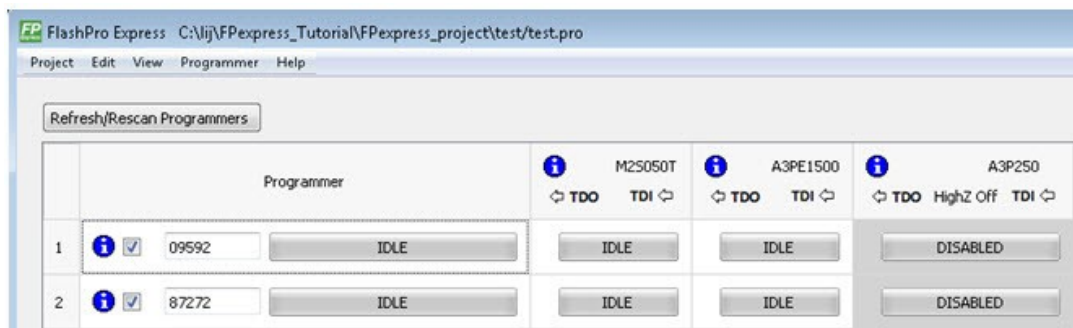 FP FlashPro Express C:\lij\FPexpress_Tutorial\FPexpress_project\test/test.pro
Project Edit View Programmer Help
Refresh/Rescan Programmers
Programmer
M2S050T
TDO TDI
A3PE1500
TDO TDI
A3P250
TDO HighZ Off TDI
1 09592 IDLE IDLE IDLE DISABLED
2 87272 IDLE IDLE IDLE DISABLED